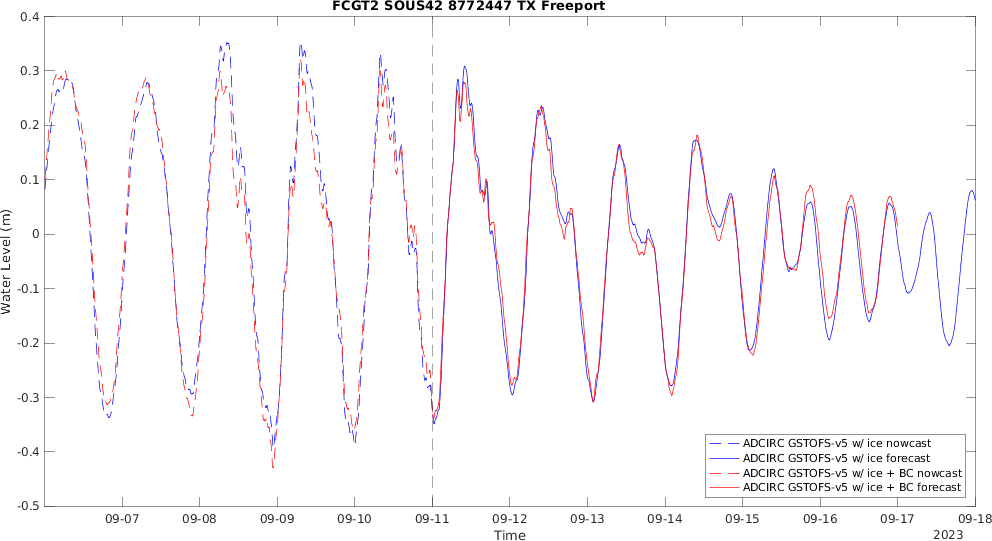 FCGT2 SOUS42 8772447 TX Freeport
0.4
0.3
0.2
0.1
0
-0.1
-0.2
-0.3
-0.4
-0.5
Water Level (m)
ADCIRC GSTOFS-v5 w/ ice nowcast
ADCIRC GSTOFS-v5 w/ ice forecast
ADCIRC GSTOFS-v5 w/ ice + BC nowcast
ADCIRC GSTOFS-v5 w/ ice + BC forecast
09-07 09-08 09-09 09-10 09-11 09-12 09-13 09-14 09-15 09-16 09-17 09-18
Time
2023